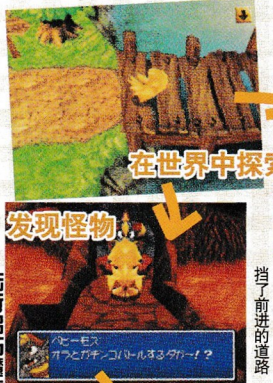 在世界中探索
发现怪物…
挡了前进的道路
ベヒーモス
オラとガチンコバトルするダガー!?